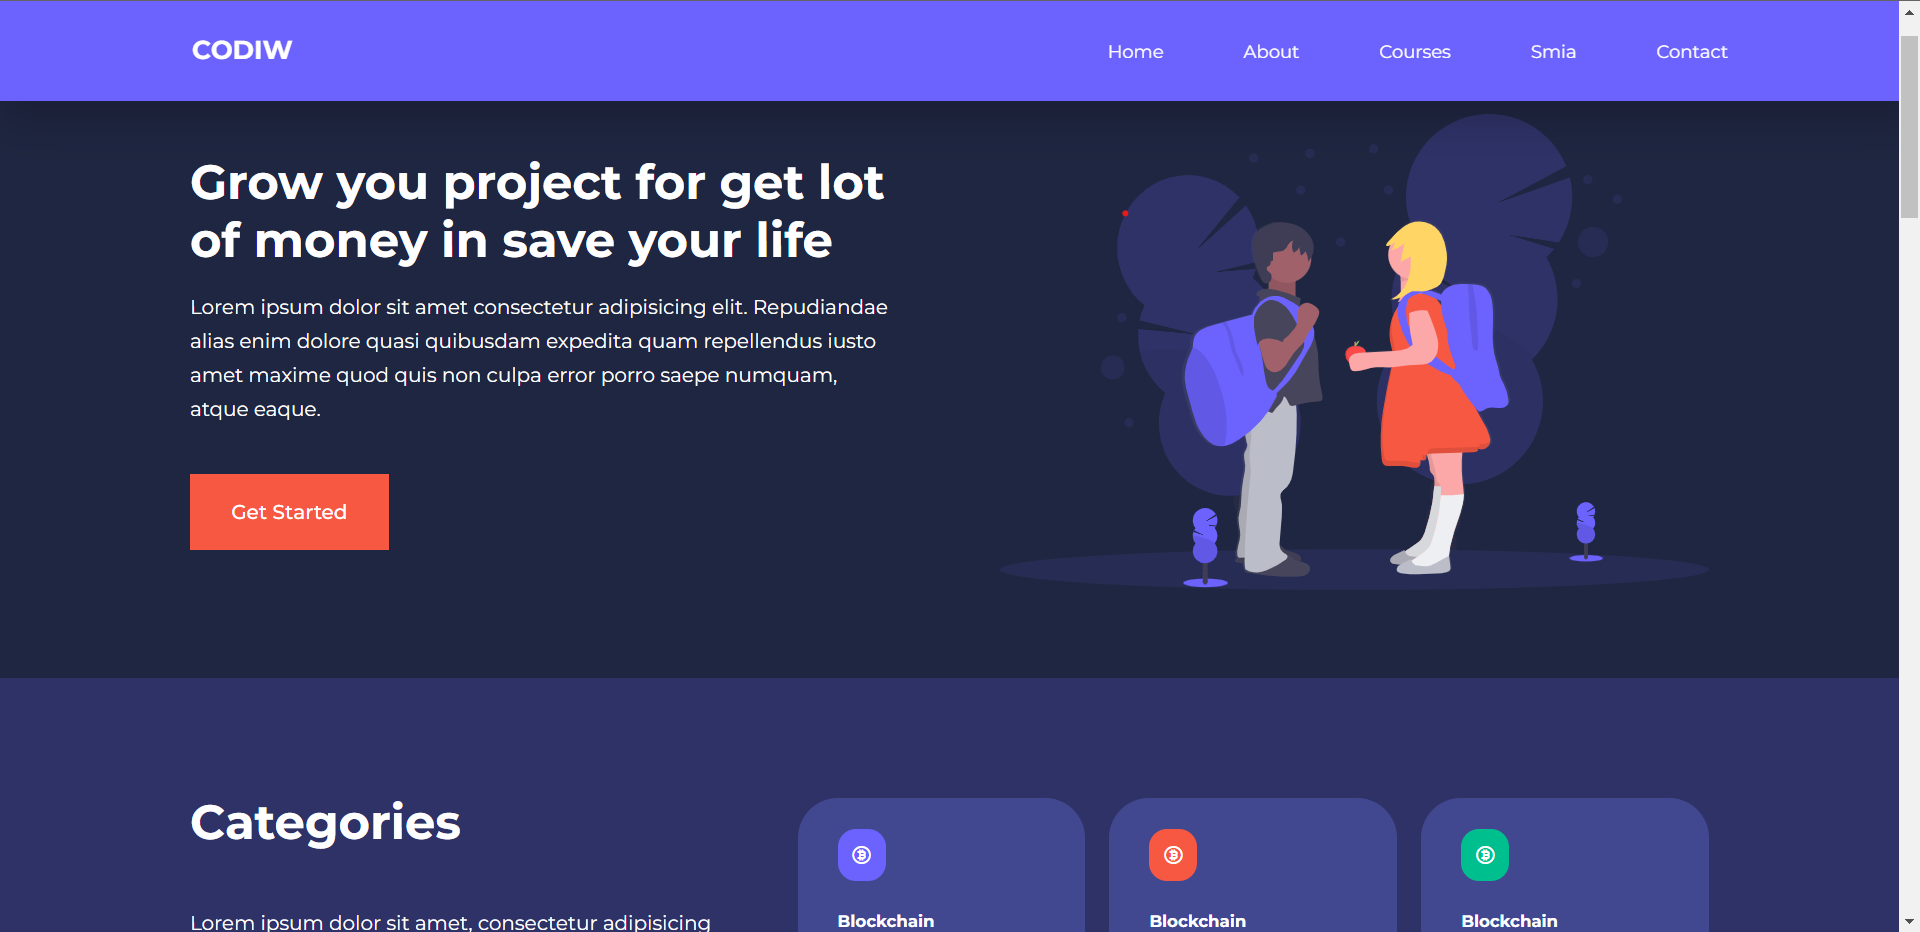 CODIW
Home
About
Courses
Smia
Contact
Grow you project for get lot
of money in save your life
Lorem ipsum dolor sit amet consectetur adipisicing elit. Repudiandae
alias enim dolore quasi quibusdam expedita quam repellendus iusto
amet maxime quod quis non culpa error porro saepe numquam,
atque eaque.
Get Started
Categories
Lorem ipsum dolor sit amet, consectetur adipisicing
Blockchain
Blockchain
Blockchain